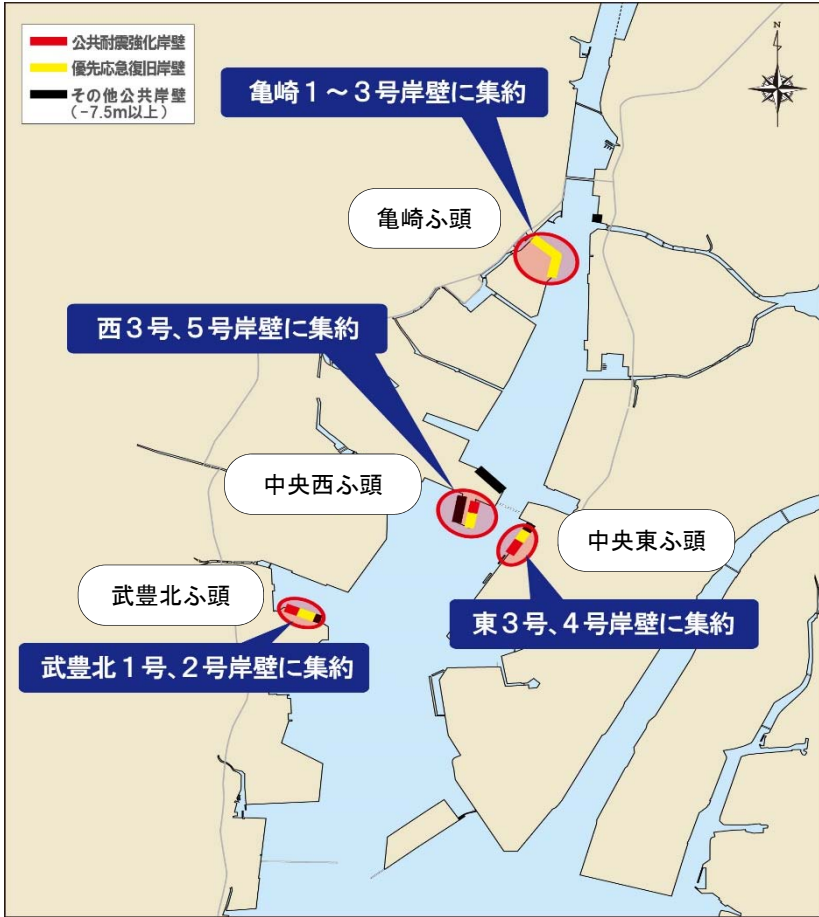 公共耐震強化岸壁
優先応急復旧岸壁
その他公共岸壁
(-7.5m以上)
N
亀崎1～3号岸壁に集約
亀崎ふ頭
西3号、5号岸壁に集約
中央西ふ頭
中央東ふ頭
武豊北ふ頭
東3号、4号岸壁に集約
武豊北1号、2号岸壁に集約